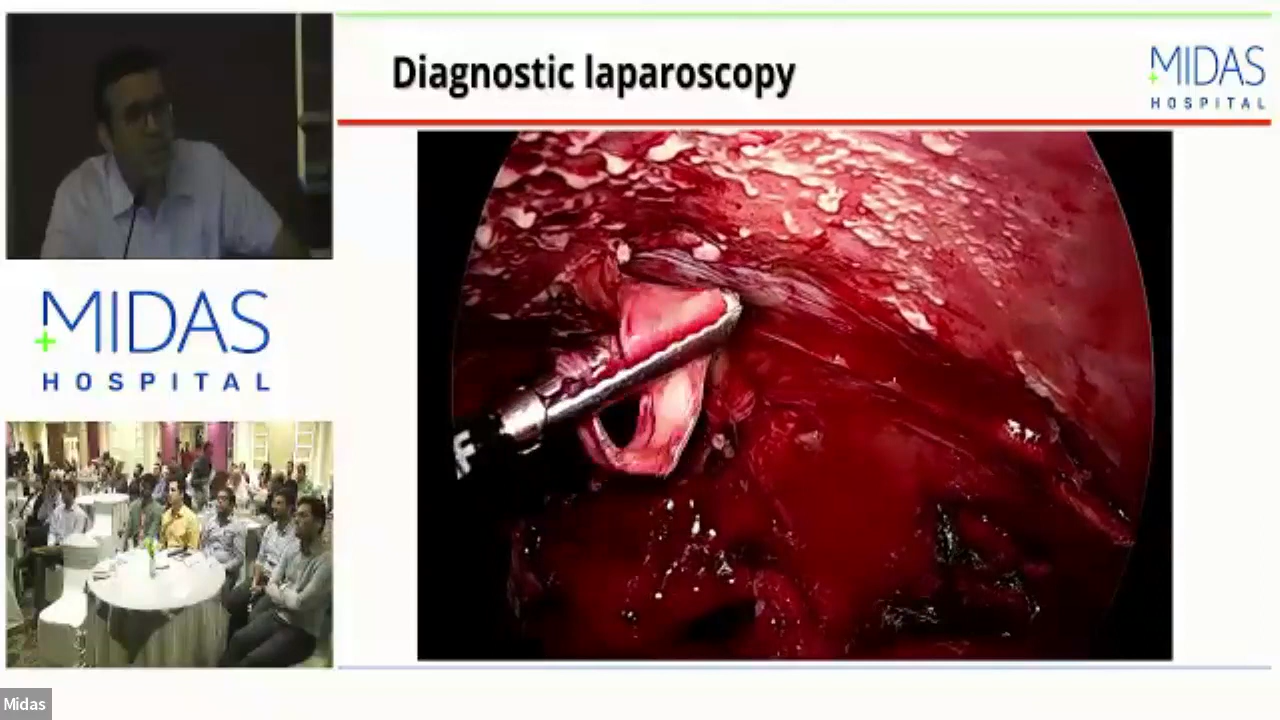 Diagnostic laparoscopy
MIDAS
HOSPITAL
MIDAS
HOSPITAL
F
Midas